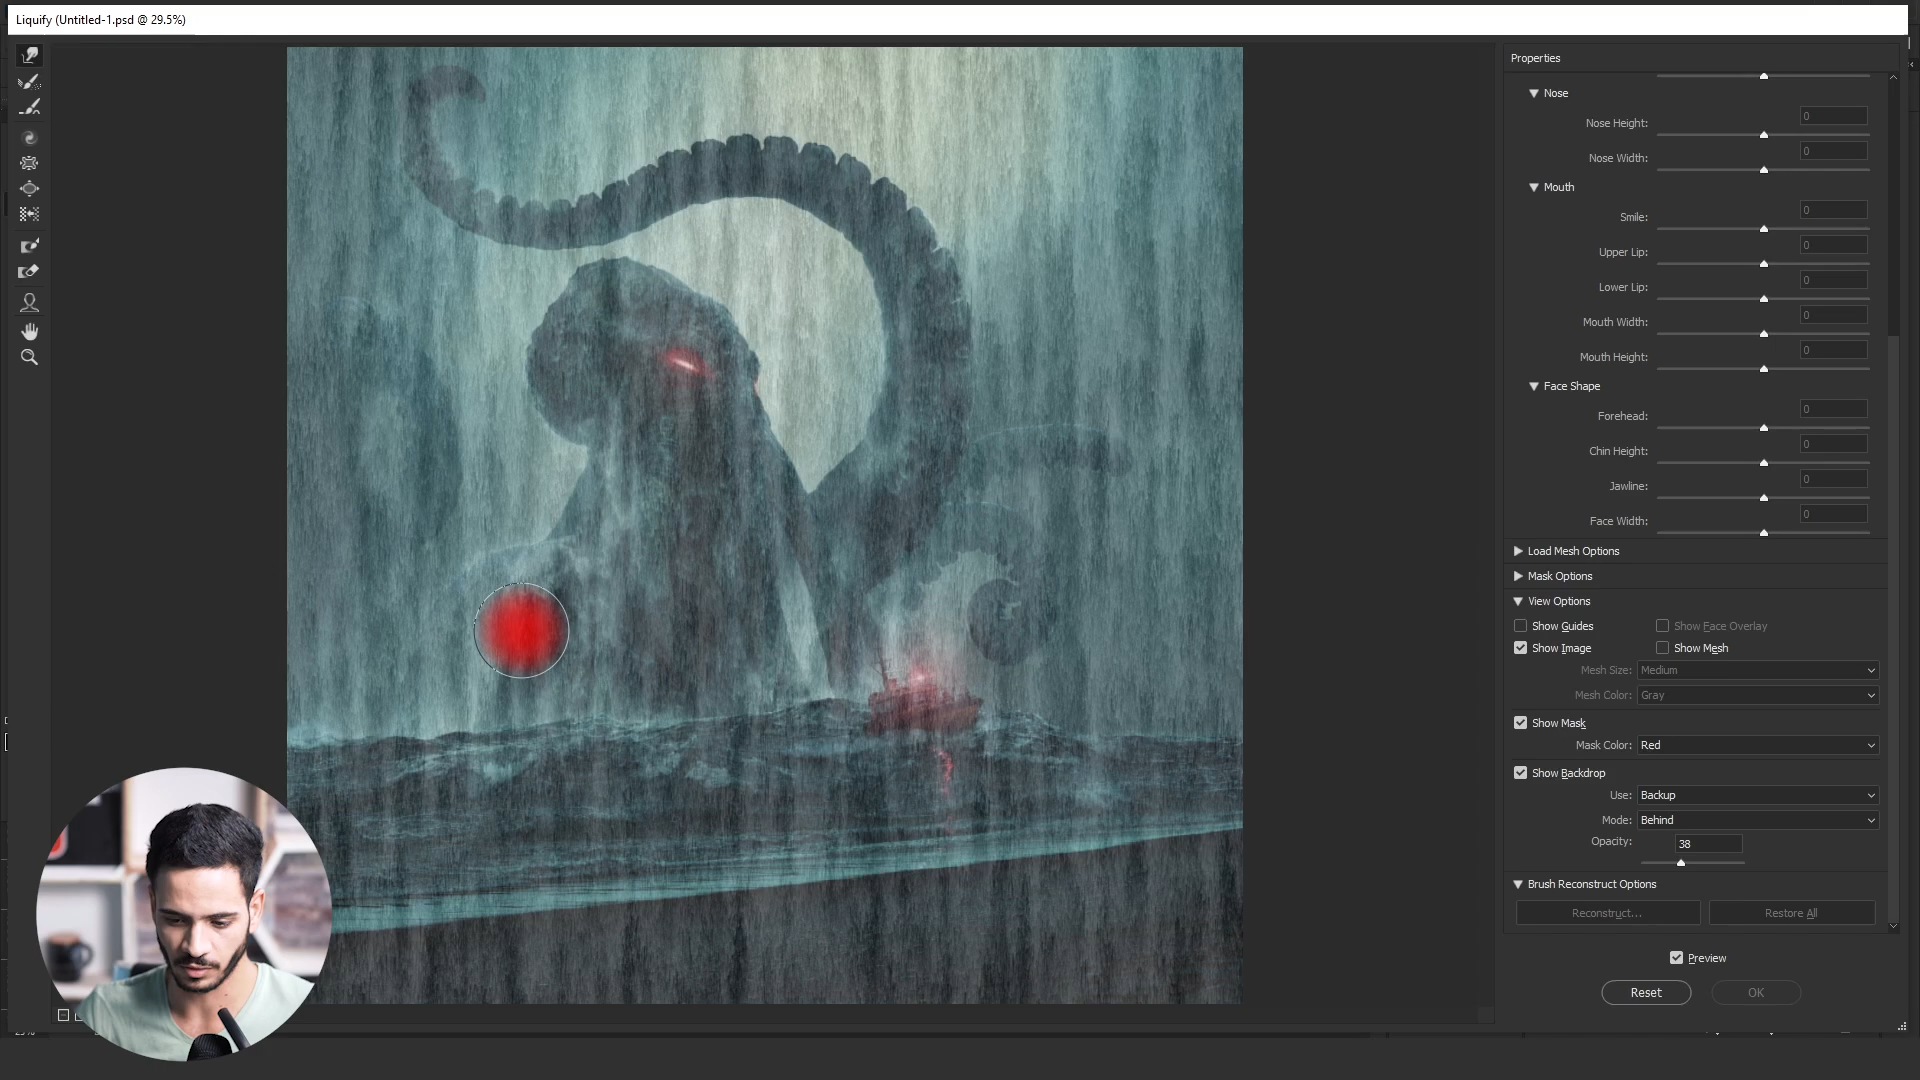 Liquify (Untitled-1.psd @ 29.5%)
Properties
Nose
Nose Height:
0
Nose Width:
0
Mouth
Smile:
0
Upper Lip:
0
Lower Lip:
0
Mouth Width:
0
Mouth Height:
0
Face Shape
Forehead:
0
Chin Height:
0
Jawline:
0
Face Width:
0
Load Mesh Options
Mask Options
View Options
Show Guides
Show Face Overlay
Show Image
Show Mesh
Mesh Size: Medium
Mesh Color: Gray
Show Mask
Mask Color: Red
Show Backdrop
Use: Backup
Mode: Behind
Opacity: 38
Brush Reconstruct Options
Reconstruct...
Restore All
Preview
Reset
OK